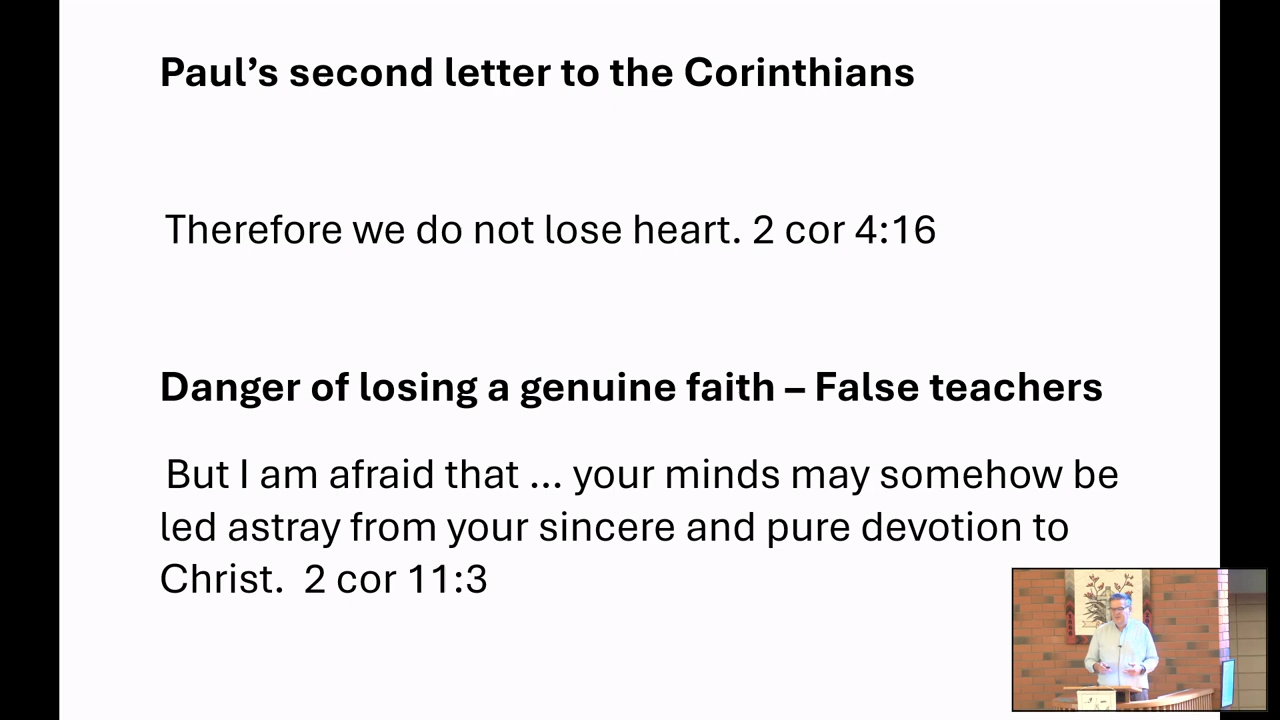 Paul’s second letter to the Corinthians
Therefore we do not lose heart. 2 cor 4:16
Danger of losing a genuine faith – False teachers
But I am afraid that ... your minds may somehow be
led astray from your sincere and pure devotion to
Christ.  2 cor 11:3